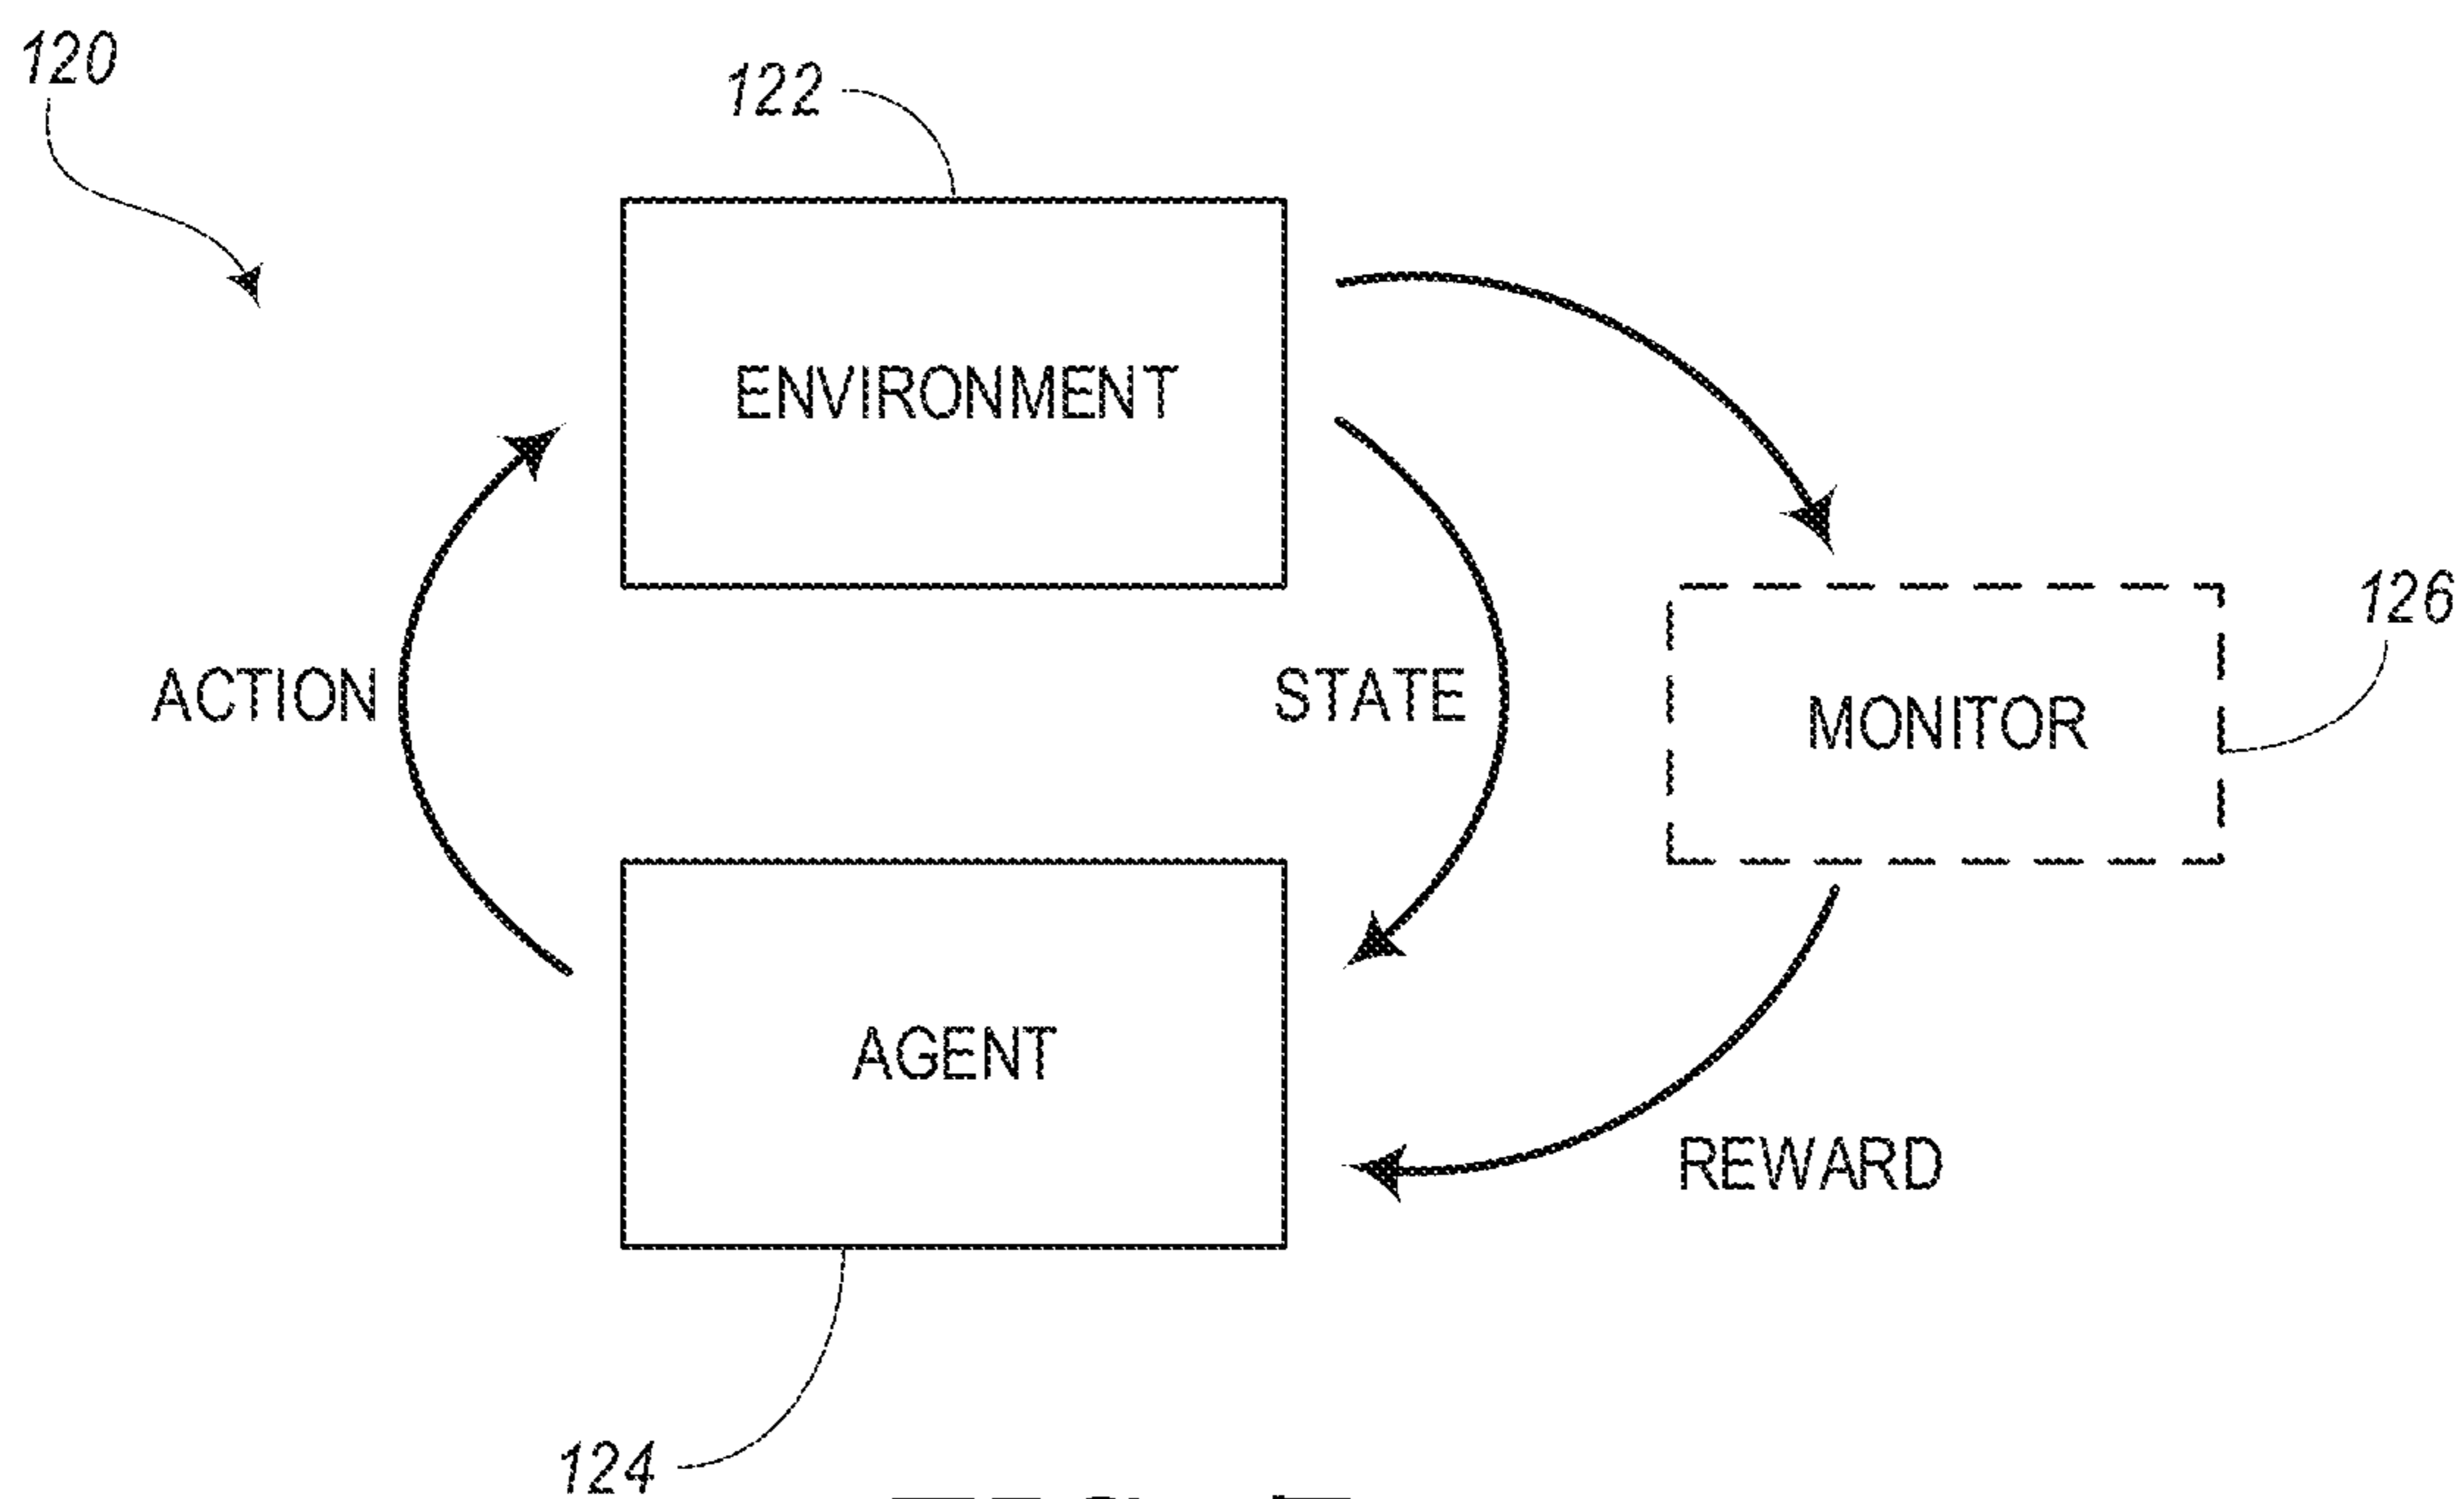 120
122
ENVIRONMENT
126
ACTION
STATE
MONITOR
AGENT
REWARD
124